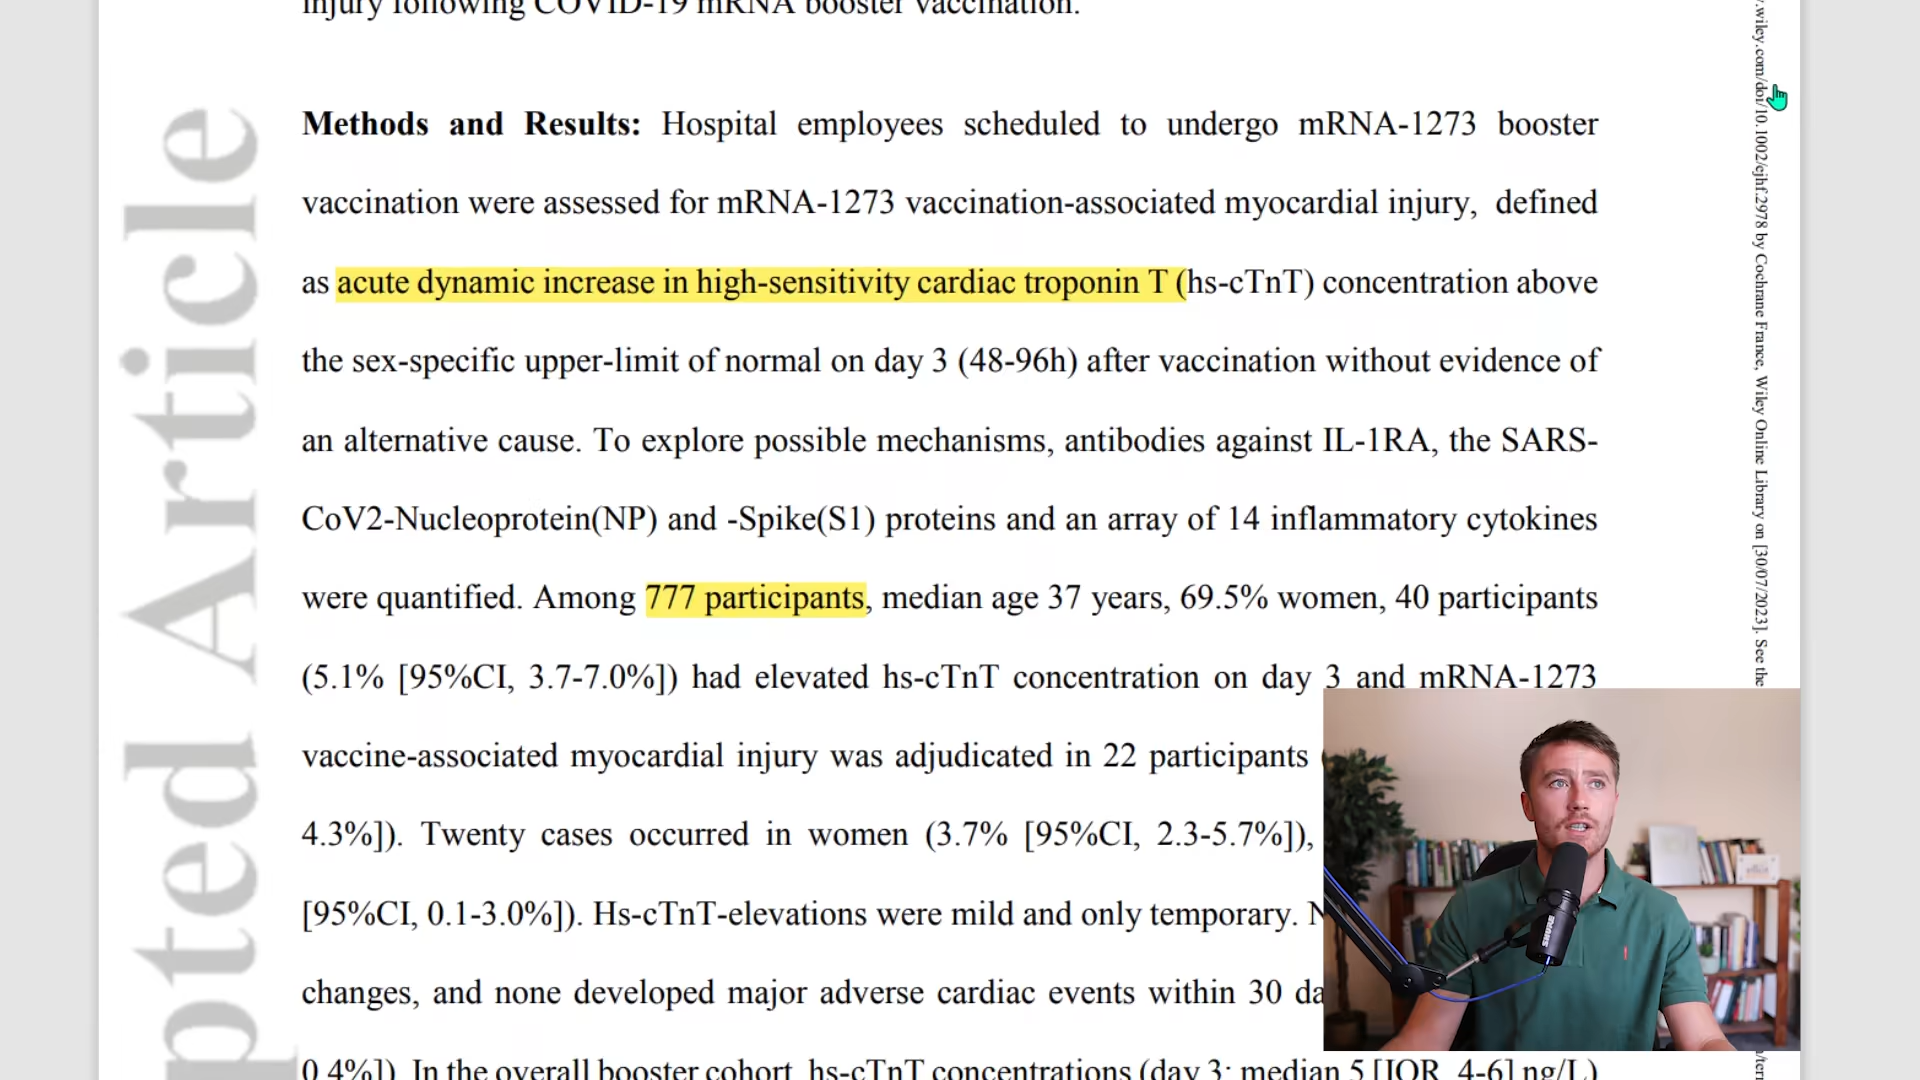 injury following COVID-19 mRNA booster vaccination.
Methods and Results: Hospital employees scheduled to undergo mRNA-1273 booster
vaccination were assessed for mRNA-1273 vaccination-associated myocardial injury, defined
as acute dynamic increase in high-sensitivity cardiac troponin T (hs-cTnT) concentration above
the sex-specific upper-limit of normal on day 3 (48-96h) after vaccination without evidence of
an alternative cause. To explore possible mechanisms, antibodies against IL-1RA, the SARS-
CoV2-Nucleoprotein(NP) and -Spike(S1) proteins and an array of 14 inflammatory cytokines
were quantified. Among 777 participants, median age 37 years, 69.5% women, 40 participants
(5.1% [95%CI, 3.7-7.0%]) had elevated hs-cTnT concentration on day 3 and mRNA-1273
vaccine-associated myocardial injury was adjudicated in 22 participants
4.3%]). Twenty cases occurred in women (3.7% [95%CI, 2.3-5.7%]),
[95%CI, 0.1-3.0%]). Hs-cTnT-elevations were mild and only temporary.
changes, and none developed major adverse cardiac events within 30
0.4%]). In the overall booster cohort, hs-cTnT concentrations (day 3; median 5 [IQR, 4-6] ng/L)
pted Article
.wiley.com/doi/10.1002/ejhf.2978 by Cochrane France, Wiley Online Library on [30/07/2023]. See the
SHURE